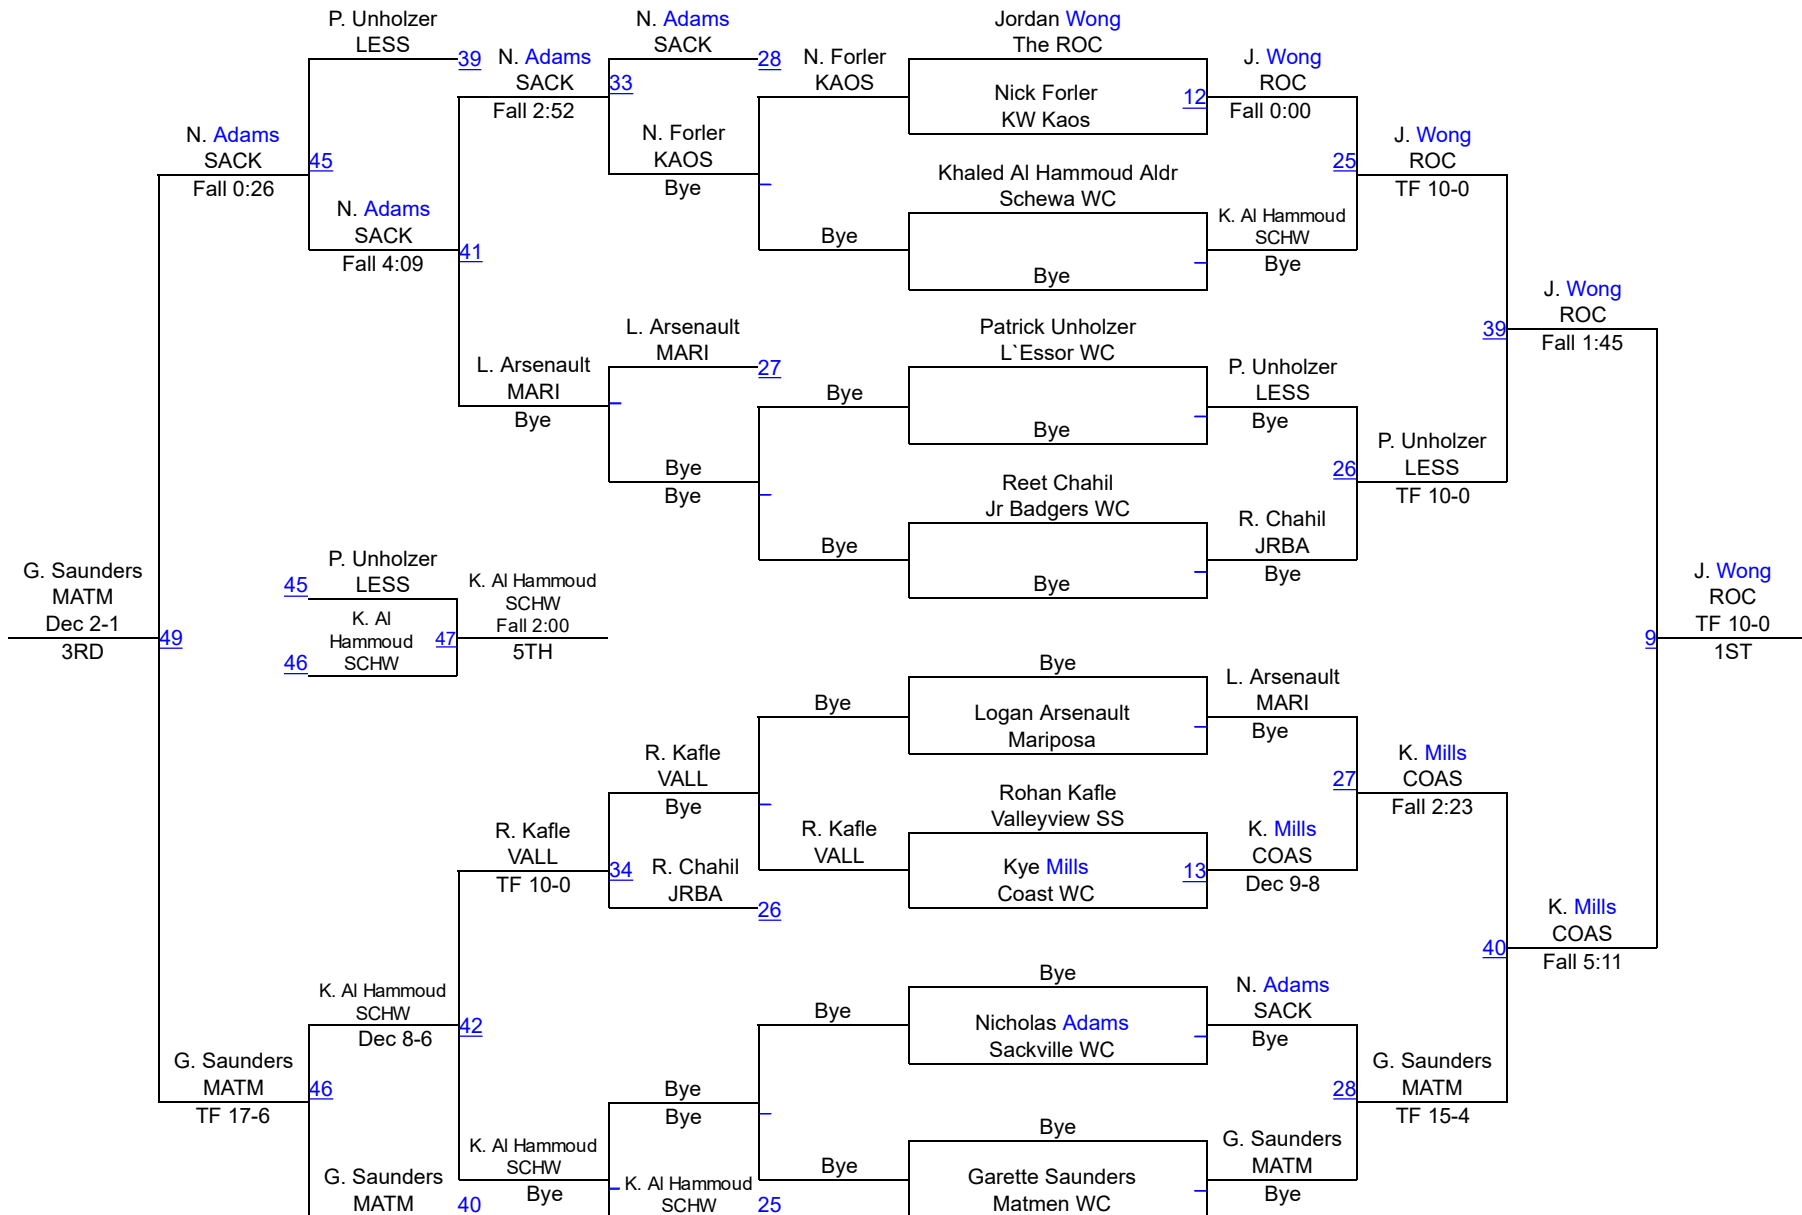 P. Unholzer
LESS
39
N. Adams
SACK
28
Jordan Wong
The ROC
N. Adams
SACK
33
Fall 2:52
N. Forler
KAOS
Nick Forler
KW Kaos
12
J. Wong
ROC
Fall 0:00
N. Adams
SACK
45
Fall 0:26
N. Forler
KAOS
Bye
J. Wong
ROC
25
TF 10-0
Khaled Al Hammoud Aldr
Schewa WC
N. Adams
SACK
41
Fall 4:09
Bye
Bye
K. Al Hammoud
SCHW
Bye
J. Wong
ROC
39
Fall 1:45
L. Arsenault
MARI
27
Patrick Unholzer
L`Essor WC
L. Arsenault
MARI
Bye
Bye
Bye
P. Unholzer
LESS
Bye
Bye
Bye
P. Unholzer
LESS
26
TF 10-0
Reet Chahil
Jr Badgers WC
Bye
Bye
R. Chahil
JRBA
Bye
G. Saunders
MATM
Dec 2-1
49
3RD
P. Unholzer
45
LESS
K. Al
Hammoud
46
SCHW
47
K. Al Hammoud
SCHW
Fall 2:00
5TH
J. Wong
ROC
TF 10-0
9
1ST
Bye
Bye
Logan Arsenault
Mariposa
L. Arsenault
MARI
Bye
R. Kafle
VALL
Bye
K. Mills
COAS
27
Fall 2:23
Rohan Kafle
Valleyview SS
R. Kafle
VALL
34
TF 10-0
R. Kafle
VALL
Kye Mills
Coast WC
13
K. Mills
COAS
Dec 9-8
R. Chahil
JRBA
26
K. Mills
COAS
40
Fall 5:11
Bye
K. Al Hammoud
SCHW
42
Dec 8-6
Bye
Nicholas Adams
Sackville WC
N. Adams
SACK
Bye
G. Saunders
MATM
46
TF 17-6
Bye
Bye
G. Saunders
MATM
28
TF 15-4
Bye
G. Saunders
MATM
40
K. Al Hammoud
SCHW
Bye
K. Al Hammoud
SCHW
25
Bye
Garette Saunders
Matmen WC
G. Saunders
MATM
Bye